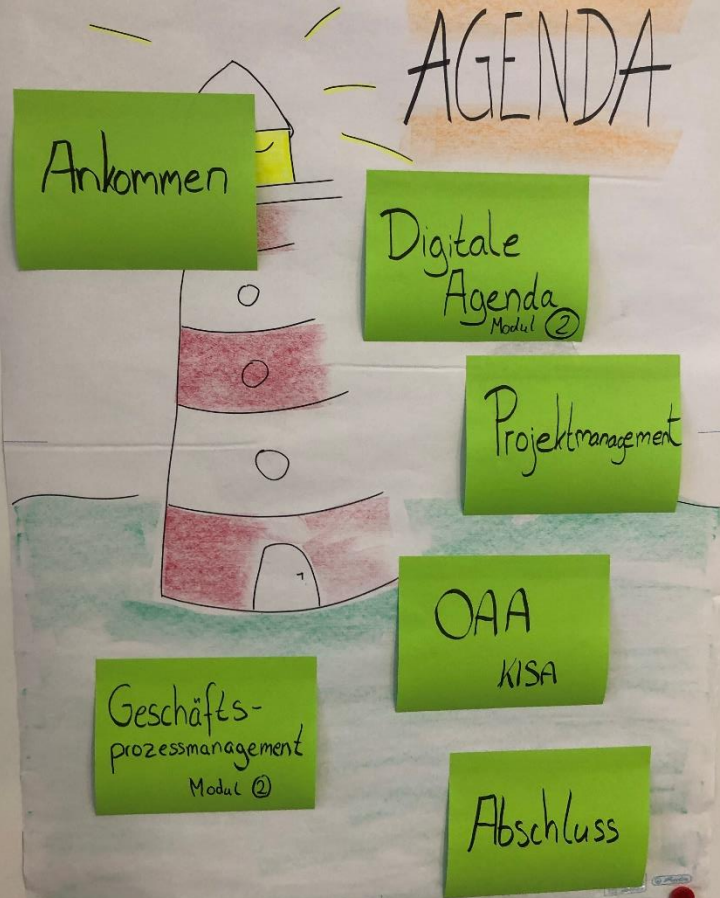 AGENDA
Ankommen
Digitale
Agenda
Modul ②
Projektmanagement
OAA
KISA
Geschäfts-
prozessmanagement
Modul ②
Abschluss